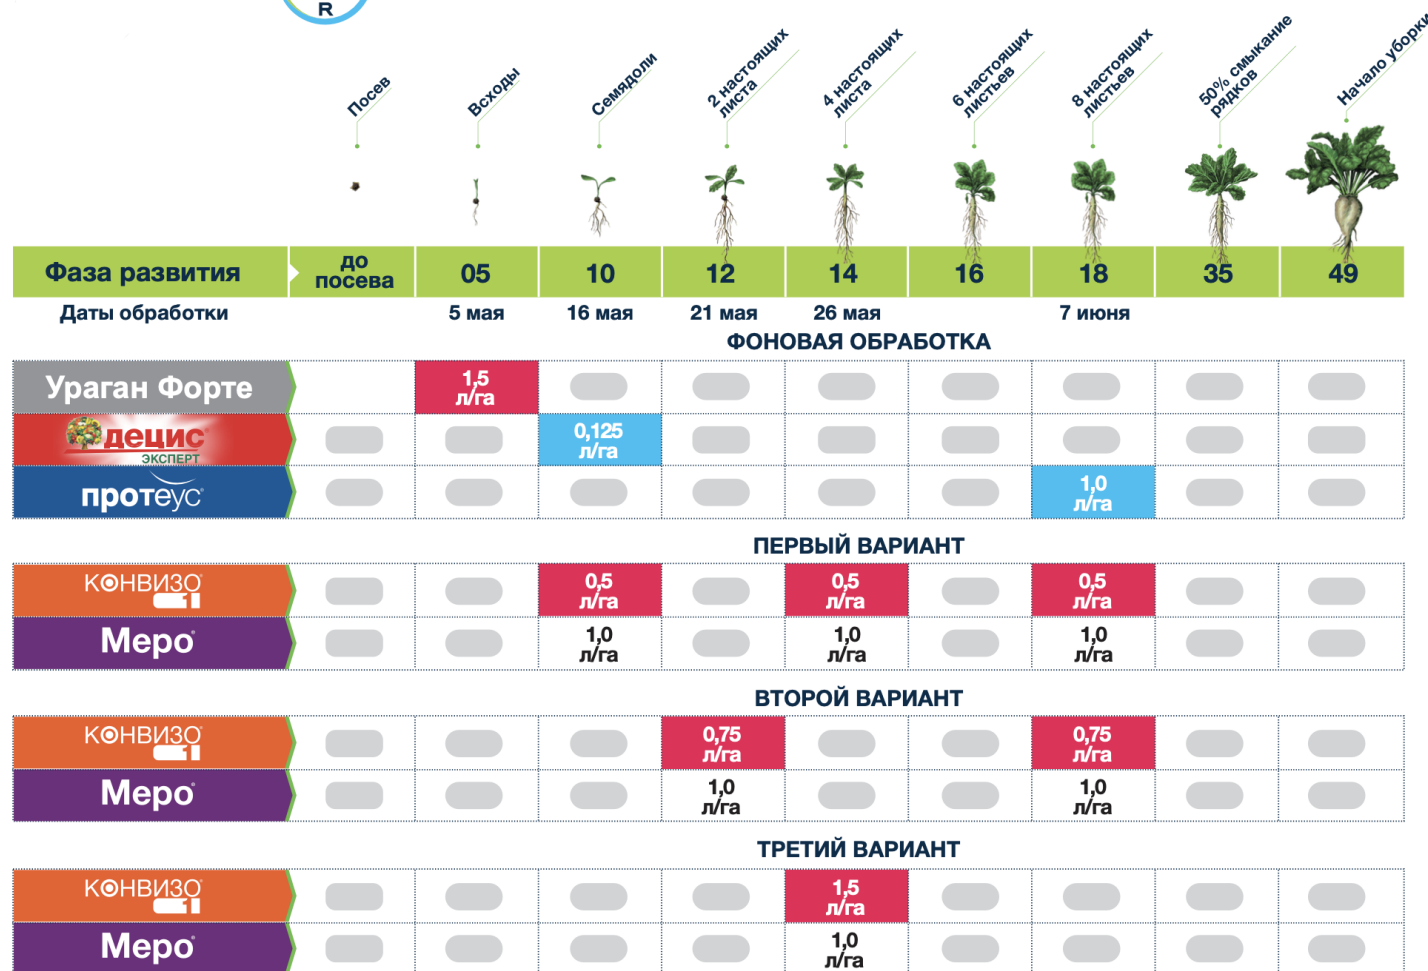 R
Посев
Всходы
Семядоли
2 настоящих
листа
4 настоящих
листа
6 настоящих
листьев
8 настоящих
листьев
50% смыкание
рядков
Начало уборки
Фаза развития
до
посева
05
10
12
14
16
18
35
49
Даты обработки
5 мая
16 мая
21 мая
26 мая
7 июня
ФОНОВАЯ ОБРАБОТКА
Ураган Форте
1,5
л/га
децис®
ЭКСПЕРТ
0,125
л/га
протеус®
1,0
л/га
ПЕРВЫЙ ВАРИАНТ
КОНВИЗО®
1
0,5
л/га
0,5
л/га
0,5
л/га
Меро®
1,0
л/га
1,0
л/га
1,0
л/га
ВТОРОЙ ВАРИАНТ
КОНВИЗО®
1
0,75
л/га
0,75
л/га
Меро®
1,0
л/га
1,0
л/га
ТРЕТИЙ ВАРИАНТ
КОНВИЗО®
1
1,5
л/га
Меро®
1,0
л/га